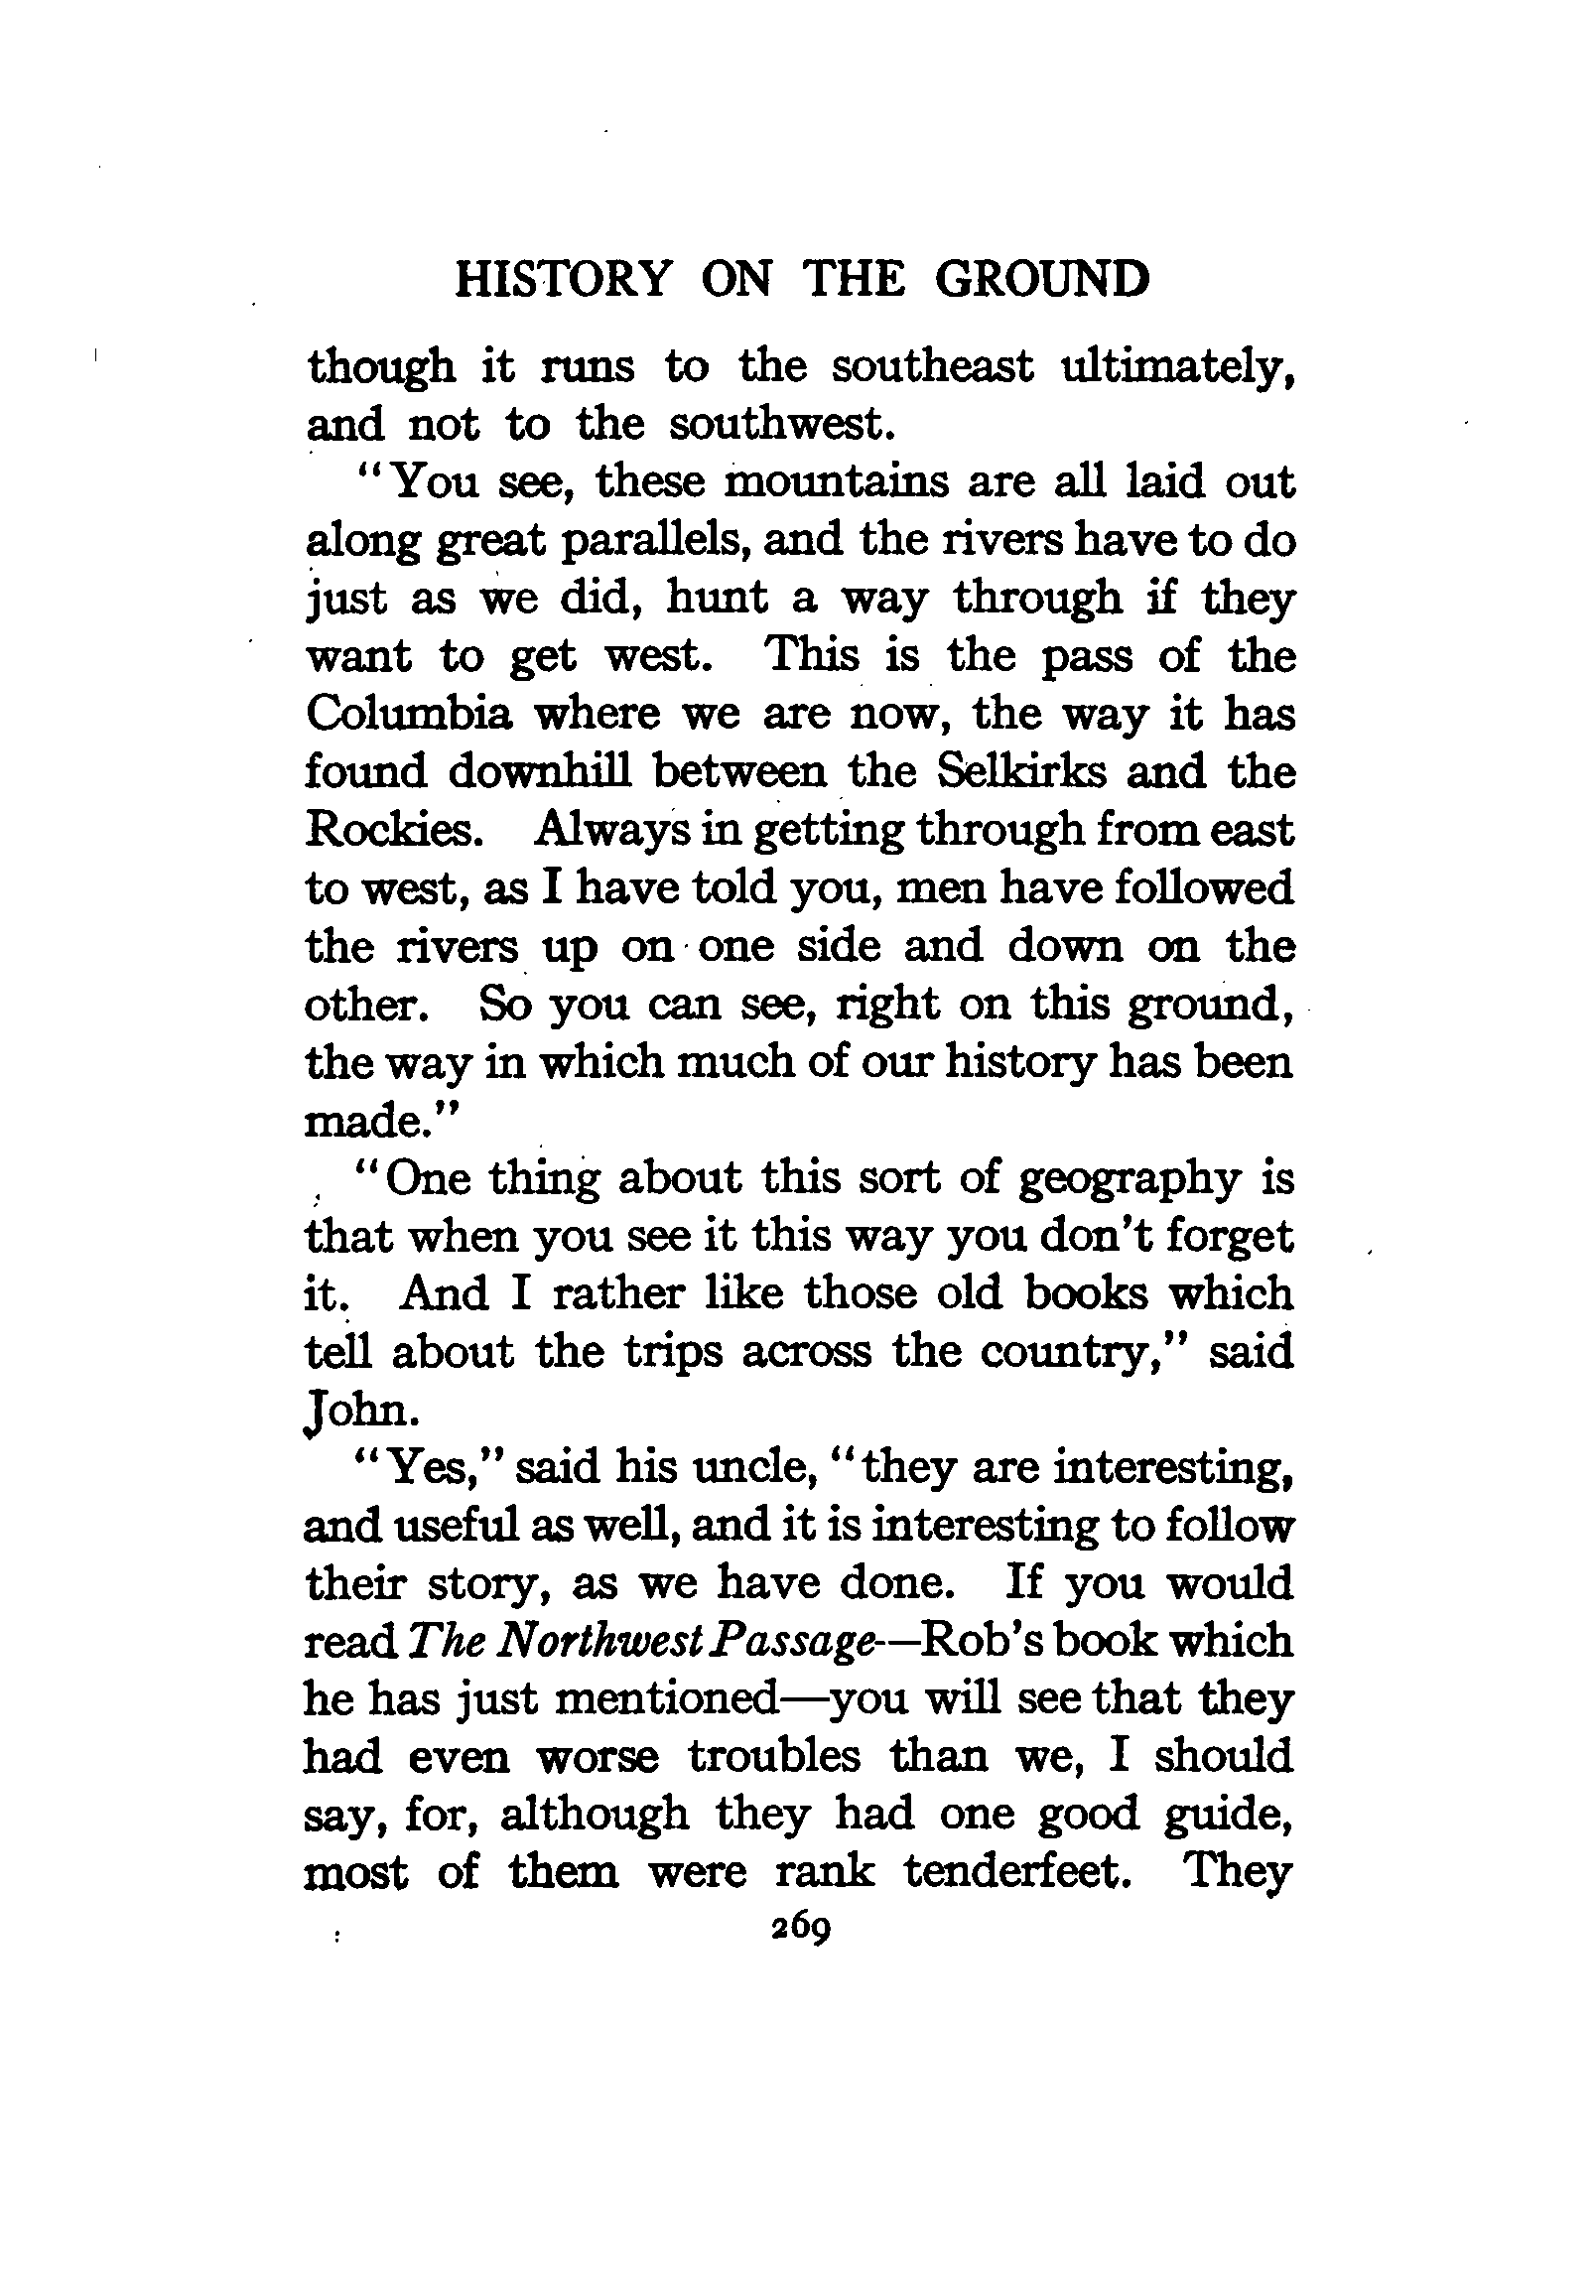 HISTORY ON THE GROUND
though it runs to the southeast ultimately,
and not to the southwest.
"You see, these mountains are all laid out
along great parallels, and the rivers have to do
just as we did, hunt a way through if they
want to get west. This is the pass of the
Columbia where we are now, the way it has
found downhill between the Selkirks and the
Rockies. Always in getting through from east
to west, as I have told you, men have followed
the rivers up on one side and down on the
other. So you can see, right on this ground,
the way in which much of our history has been
made."
"One thing about this sort of geography is
that when you see it this way you don't forget
it. And I rather like those old books which
tell about the trips across the country," said
John.
"Yes," said his uncle, "they are interesting,
and useful as well, and it is interesting to follow
their story, as we have done. If you would
read The Northwest Passage—Rob's book which
he has just mentioned—you will see that they
had even worse troubles than we, I should
say, for, although they had one good guide,
most of them were rank tenderfeet. They
269